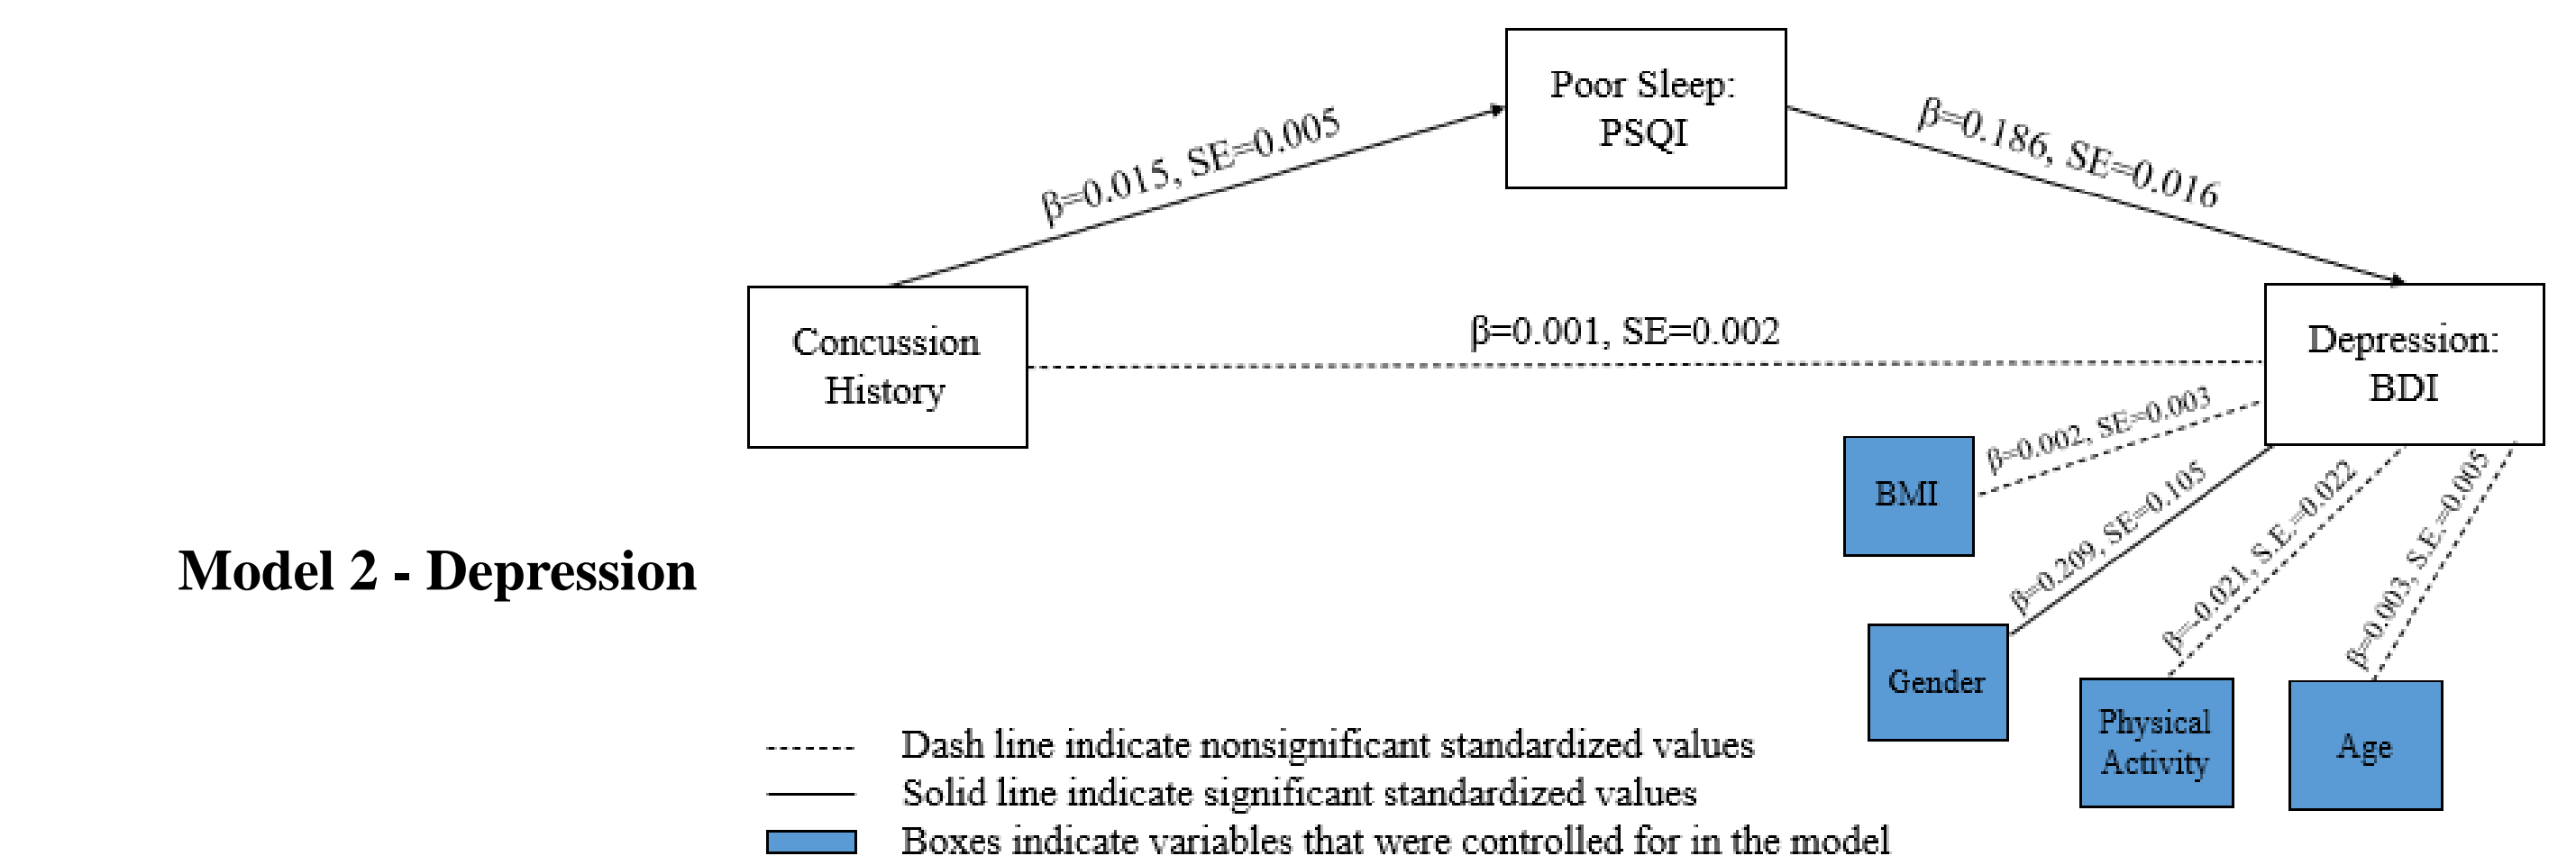 Poor Sleep:
PSQI
β=0.015, SE=0.005
β=0.186, SE=0.016
Concussion
History
β=0.001, SE=0.002
Depression:
BDI
β=0.002, SE=0.003
BMI
β=0.209, SE=0.105
β=-0.021, S.E.=0.022
β=0.003, S.E.=0.005
Model 2 - Depression
Gender
Physical
Activity
Age
Dash line indicate nonsignificant standardized values
Solid line indicate significant standardized values
Boxes indicate variables that were controlled for in the model